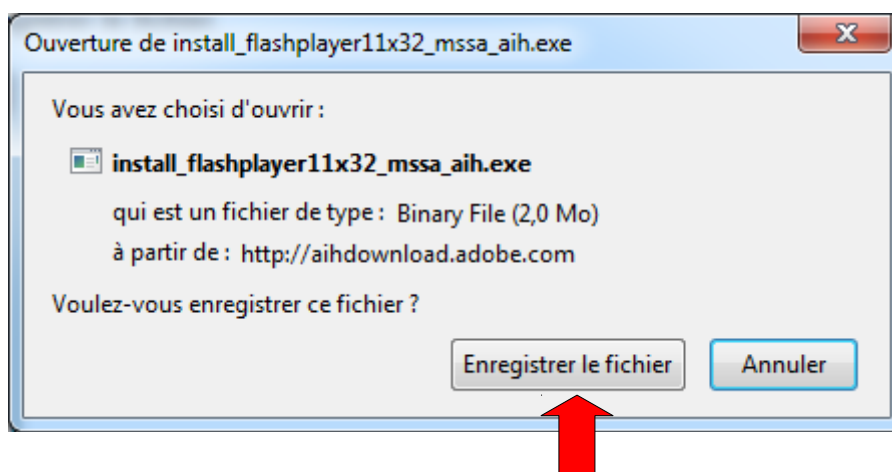 Ouverture de install_flashplayer11x32_mssa_aih.exe
Vous avez choisi d'ouvrir :
install_flashplayer11x32_mssa_aih.exe
qui est un fichier de type : Binary File (2,0 Mo)
à partir de : http://aihdownload.adobe.com
Voulez-vous enregistrer ce fichier ?
Enregistrer le fichier Annuler